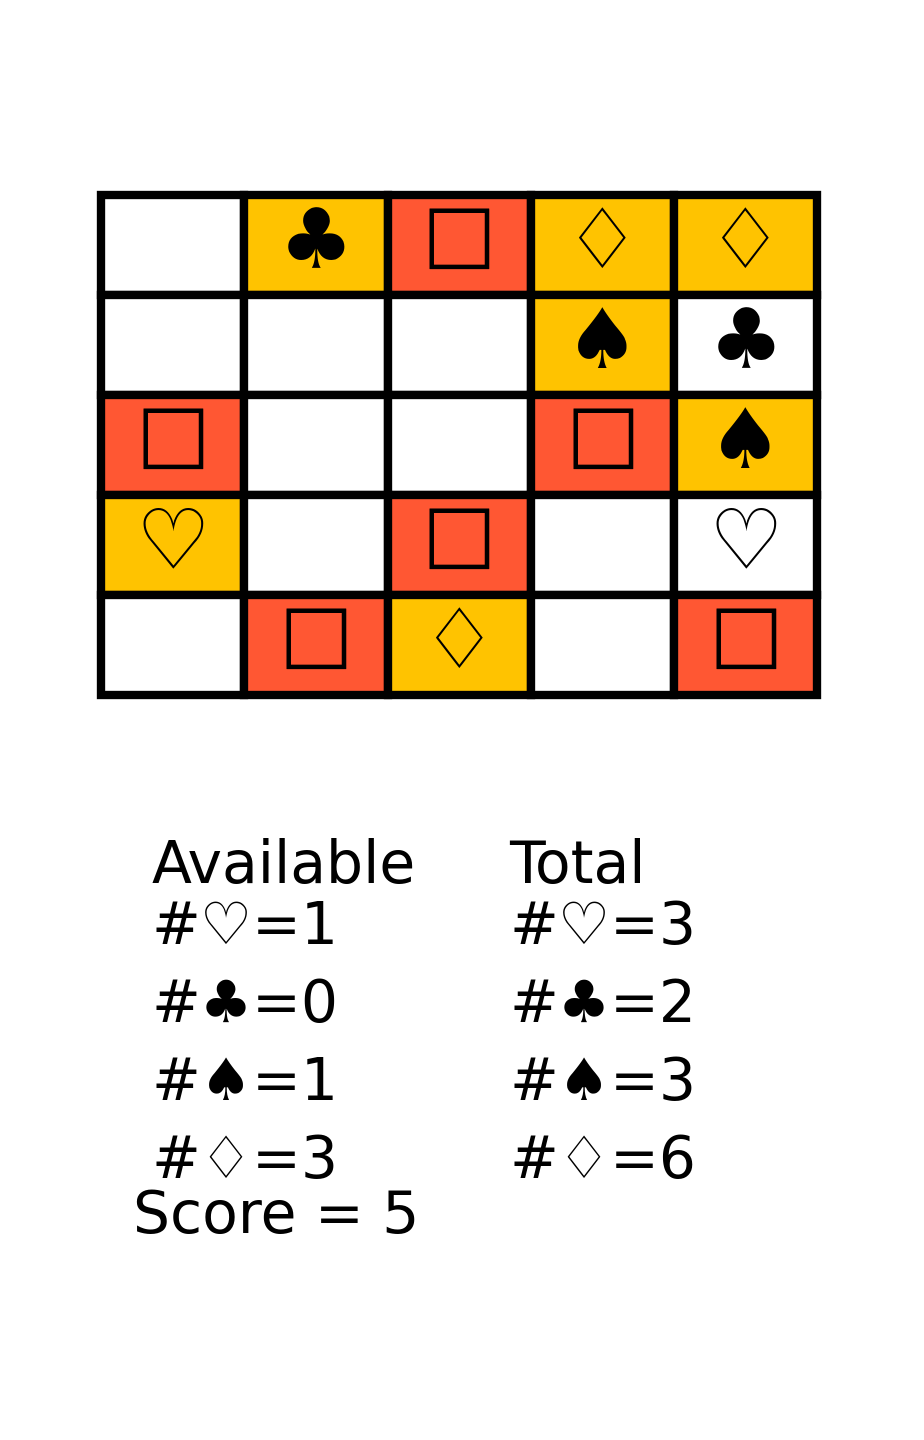 ♣ □ ♢ ♢
♠ ♣
□ □ ♠
♡ □ ♡
□ ♢ □
Available Total
#♡=1 #♡=3
#♣=0 #♣=2
#♠=1 #♠=3
#♢=3 #♢=6
Score = 5